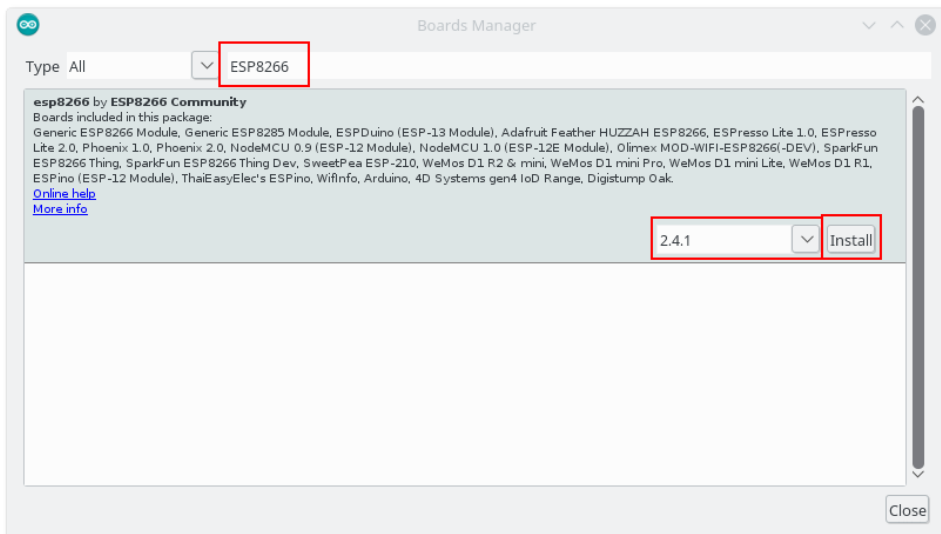 Boards Manager
Type All ESP8266
esp8266 by ESP8266 Community
Boards included in this package:
Generic ESP8266 Module, Generic ESP8285 Module, ESPDuino (ESP-13 Module), Adafruit Feather HUZZAH ESP8266, ESPresso Lite 1.0, ESPresso
Lite 2.0, Phoenix 1.0, Phoenix 2.0, NodeMCU 0.9 (ESP-12 Module), NodeMCU 1.0 (ESP-12E Module), Olimex MOD-WIFI-ESP8266(-DEV), SparkFun
ESP8266 Thing, SparkFun ESP8266 Thing Dev, SweetPea ESP-210, WeMos D1 R2 & mini, WeMos D1 mini Pro, WeMos D1 mini Lite, WeMos D1 R1,
ESPino (ESP-12 Module), ThaiEasyElec's ESPino, WifInfo, Arduino, 4D Systems gen4 IoD Range, Digistump Oak.
Online help
More info
2.4.1 Install
Close